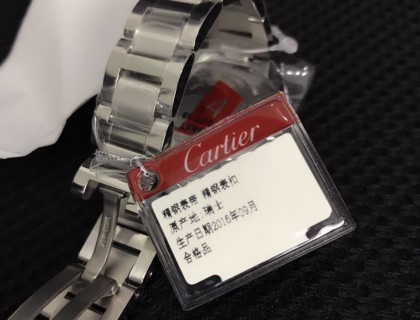 Cartier
精钢表带 精钢表扣
原产地:瑞士
生产日期2016年09月
合格品